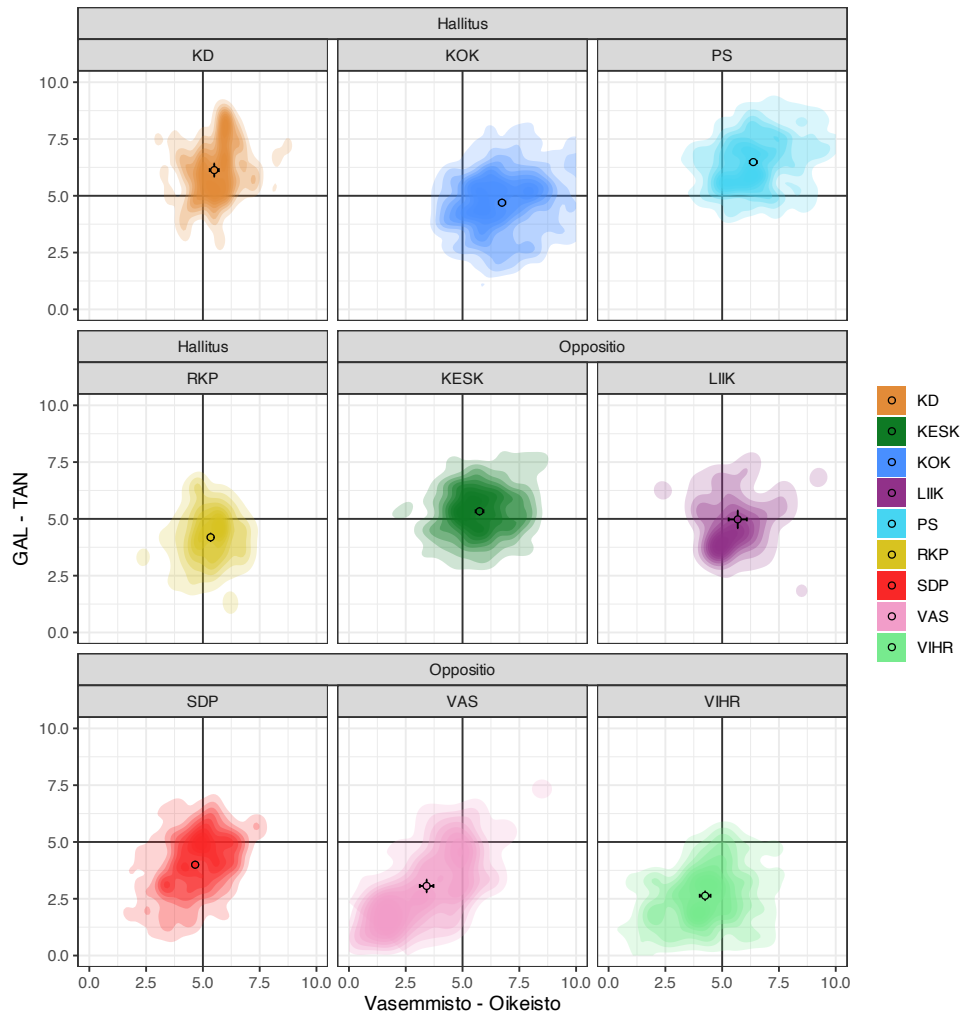 Hallitus
KD KOK PS
10.0
7.5
5.0
2.5
0.0
Hallitus Oppositio
RKP KESK LIIK
10.0
7.5
5.0
2.5
0.0
Oppositio
SDP VAS VIHR
10.0
7.5
5.0
2.5
0.0
0.0 2.5 5.0 7.5 10.0 0.0 2.5 5.0 7.5 10.0 0.0 2.5 5.0 7.5 10.0
Vasemmisto - Oikeisto
GAL - TAN
KD
KESK
KOK
LIIK
PS
RKP
SDP
VAS
VIHR